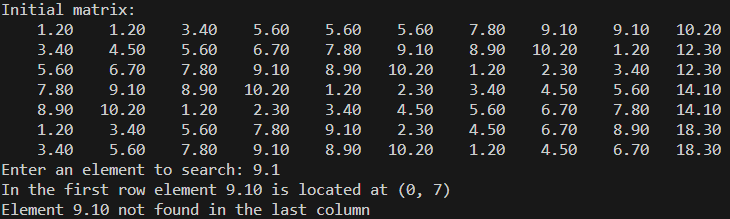 Initial matrix:
1.20 1.20 3.40 5.60 5.60 5.60 7.80 9.10 9.10 10.20
3.40 4.50 5.60 6.70 7.80 9.10 8.90 10.20 1.20 12.30
5.60 6.70 7.80 9.10 8.90 10.20 1.20 2.30 3.40 12.30
7.80 9.10 8.90 10.20 1.20 2.30 3.40 4.50 5.60 14.10
8.90 10.20 1.20 2.30 3.40 4.50 5.60 6.70 7.80 14.10
1.20 3.40 5.60 7.80 9.10 2.30 4.50 6.70 8.90 18.30
3.40 5.60 7.80 9.10 8.90 10.20 1.20 4.50 6.70 18.30
Enter an element to search: 9.1
In the first row element 9.10 is located at (0, 7)
Element 9.10 not found in the last column